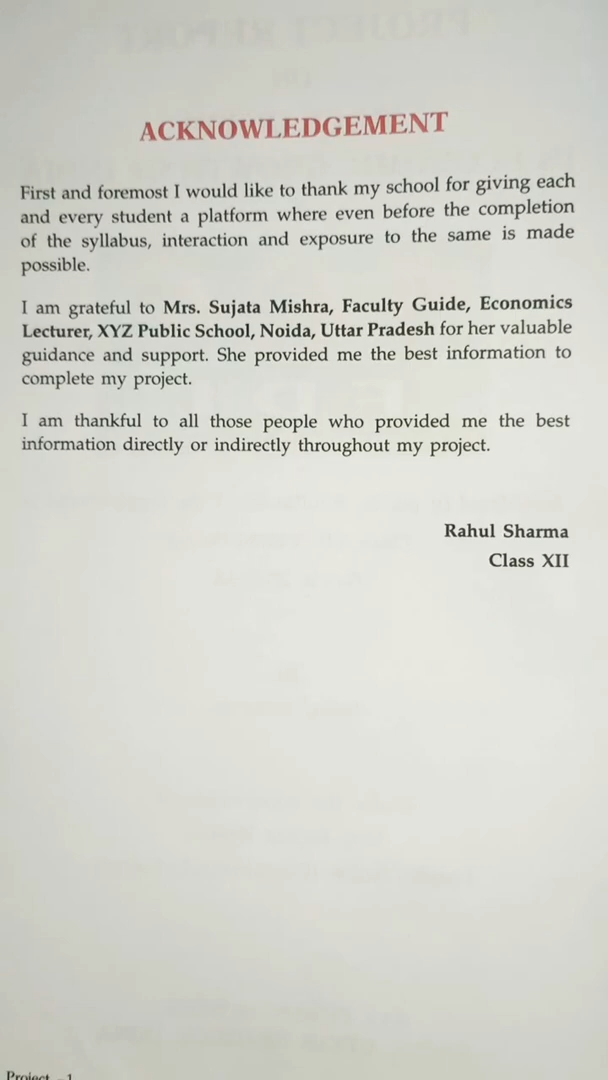 ACKNOWLEDGEMENT
First and foremost I would like to thank my school for giving each
and every student a platform where even before the completion
of the syllabus, interaction and exposure to the same is made
possible.
I am grateful to Mrs. Sujata Mishra, Faculty Guide, Economics
Lecturer, XYZ Public School, Noida, Uttar Pradesh for her valuable
guidance and support. She provided me the best information to
complete my project.
I am thankful to all those people who provided me the best
information directly or indirectly throughout my project.
Rahul Sharma
Class XII
Project – 1